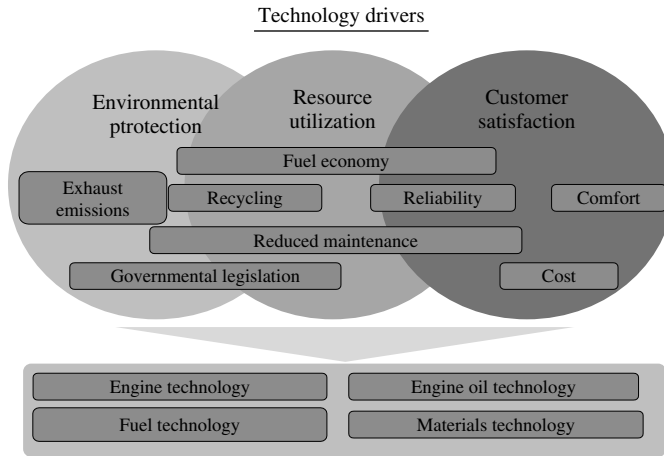 Technology drivers
Environmental
ptrotection
Resource
utilization
Customer
satisfaction
Fuel economy
Exhaust
emissions
Recycling
Reliability
Comfort
Reduced maintenance
Governmental legislation
Cost
Engine technology
Engine oil technology
Fuel technology
Materials technology